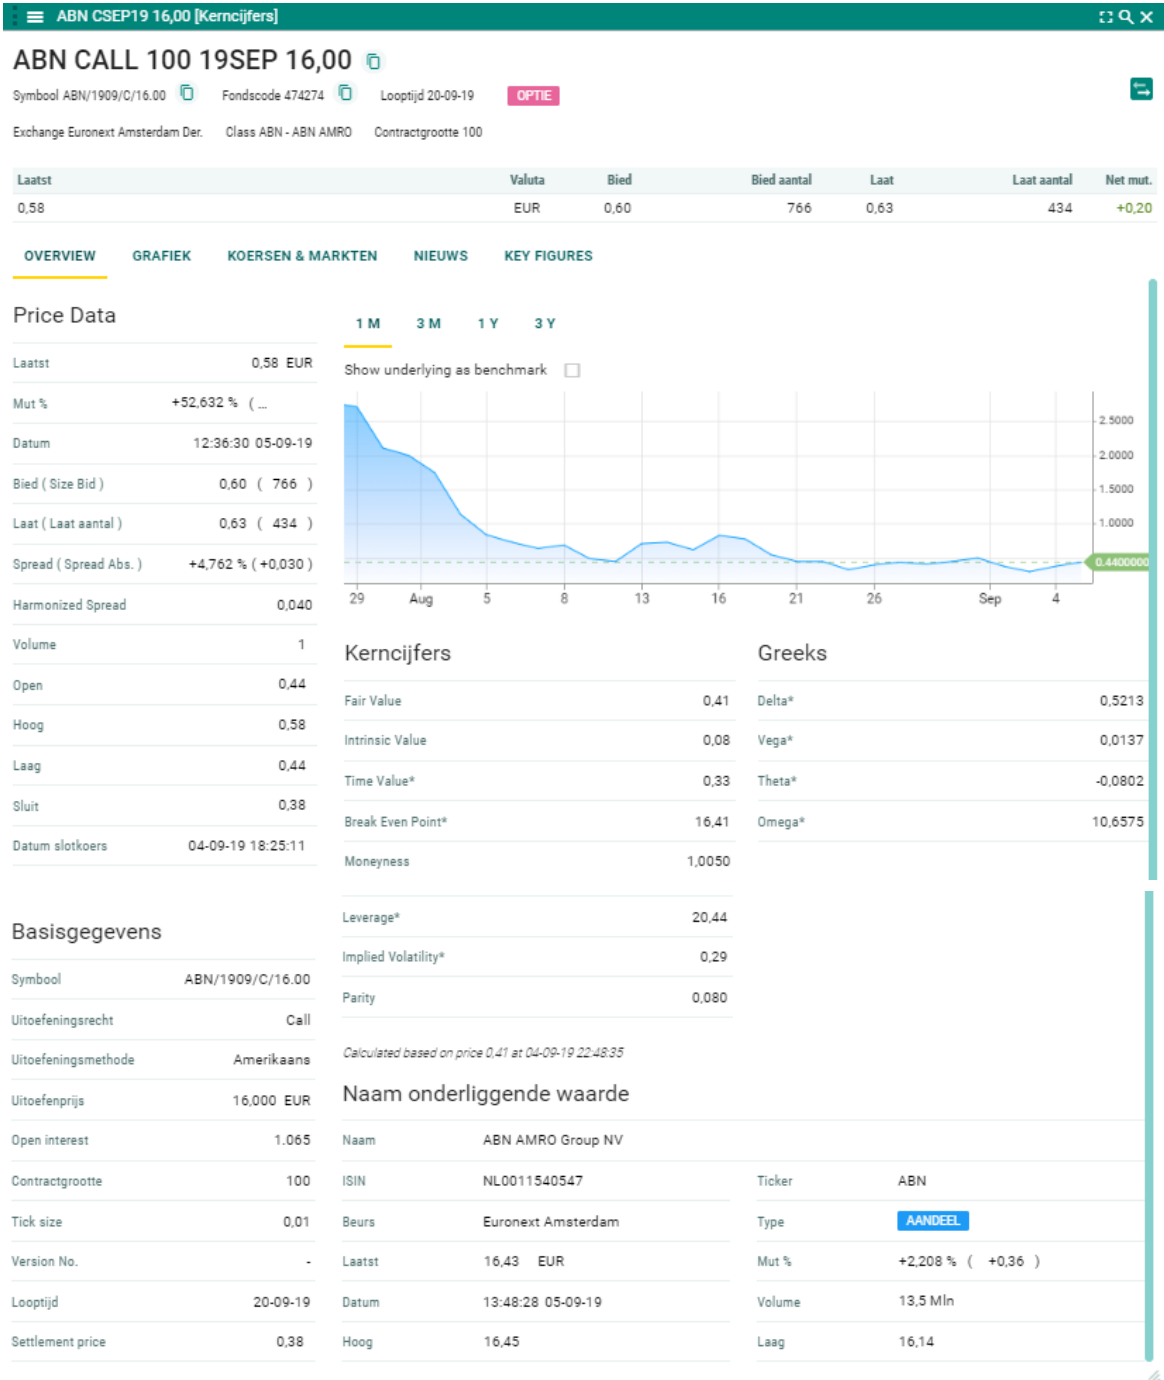 ABN CSEP19 16,00 [Kerncijfers]
ABN CALL 100 19SEP 16,00
Symbool ABN/1909/C/16.00 Fondscode 474274 Looptijd 20-09-19 OPTIE
Exchange Euronext Amsterdam Der. Class ABN - ABN AMRO Contractgrootte 100
Laatst Valuta Bied Bied aantal Laat Laat aantal Net mut.
0,58 EUR 0,60 766 0,63 434 +0,20
OVERVIEW GRAFIEK KOERSEN & MARKTEN NIEUWS KEY FIGURES
Price Data
Laatst 0,58 EUR
Mut % +52,632 % ( ...
Datum 12:36:30 05-09-19
Bied ( Size Bid ) 0,60 ( 766 )
Laat ( Laat aantal ) 0,63 ( 434 )
Spread ( Spread Abs. ) +4,762 % ( +0,030 )
Harmonized Spread 0,040
Volume 1
Open 0,44
Hoog 0,58
Laag 0,44
Sluit 0,38
Datum slotkoers 04-09-19 18:25:11
1 M 3 M 1 Y 3 Y
Show underlying as benchmark
2.5000
2.0000
1.5000
1.0000
0.4400000
29 Aug 5 8 13 16 21 26 Sep 4
Kerncijfers
Fair Value 0,41
Intrinsic Value 0,08
Time Value* 0,33
Break Even Point* 16,41
Moneyness 1,0050
Leverage* 20,44
Implied Volatility* 0,29
Parity 0,080
Calculated based on price 0,41 at 04-09-19 22:48:35
Greeks
Delta* 0,5213
Vega* 0,0137
Theta* -0,0802
Omega* 10,6575
Basisgegevens
Symbool ABN/1909/C/16.00
Uitoefeningsrecht Call
Uitoefeningsmethode Amerikaans
Uitoefenprijs 16,000 EUR
Open interest 1.065
Contractgrootte 100
Tick size 0,01
Version No. -
Looptijd 20-09-19
Settlement price 0,38
Naam onderliggende waarde
Naam ABN AMRO Group NV
ISIN NL0011540547 Ticker ABN
Beurs Euronext Amsterdam Type AANDEEL
Laatst 16,43 EUR Mut % +2,208 % ( +0,36 )
Datum 13:48:28 05-09-19 Volume 13,5 Mln
Hoog 16,45 Laag 16,14